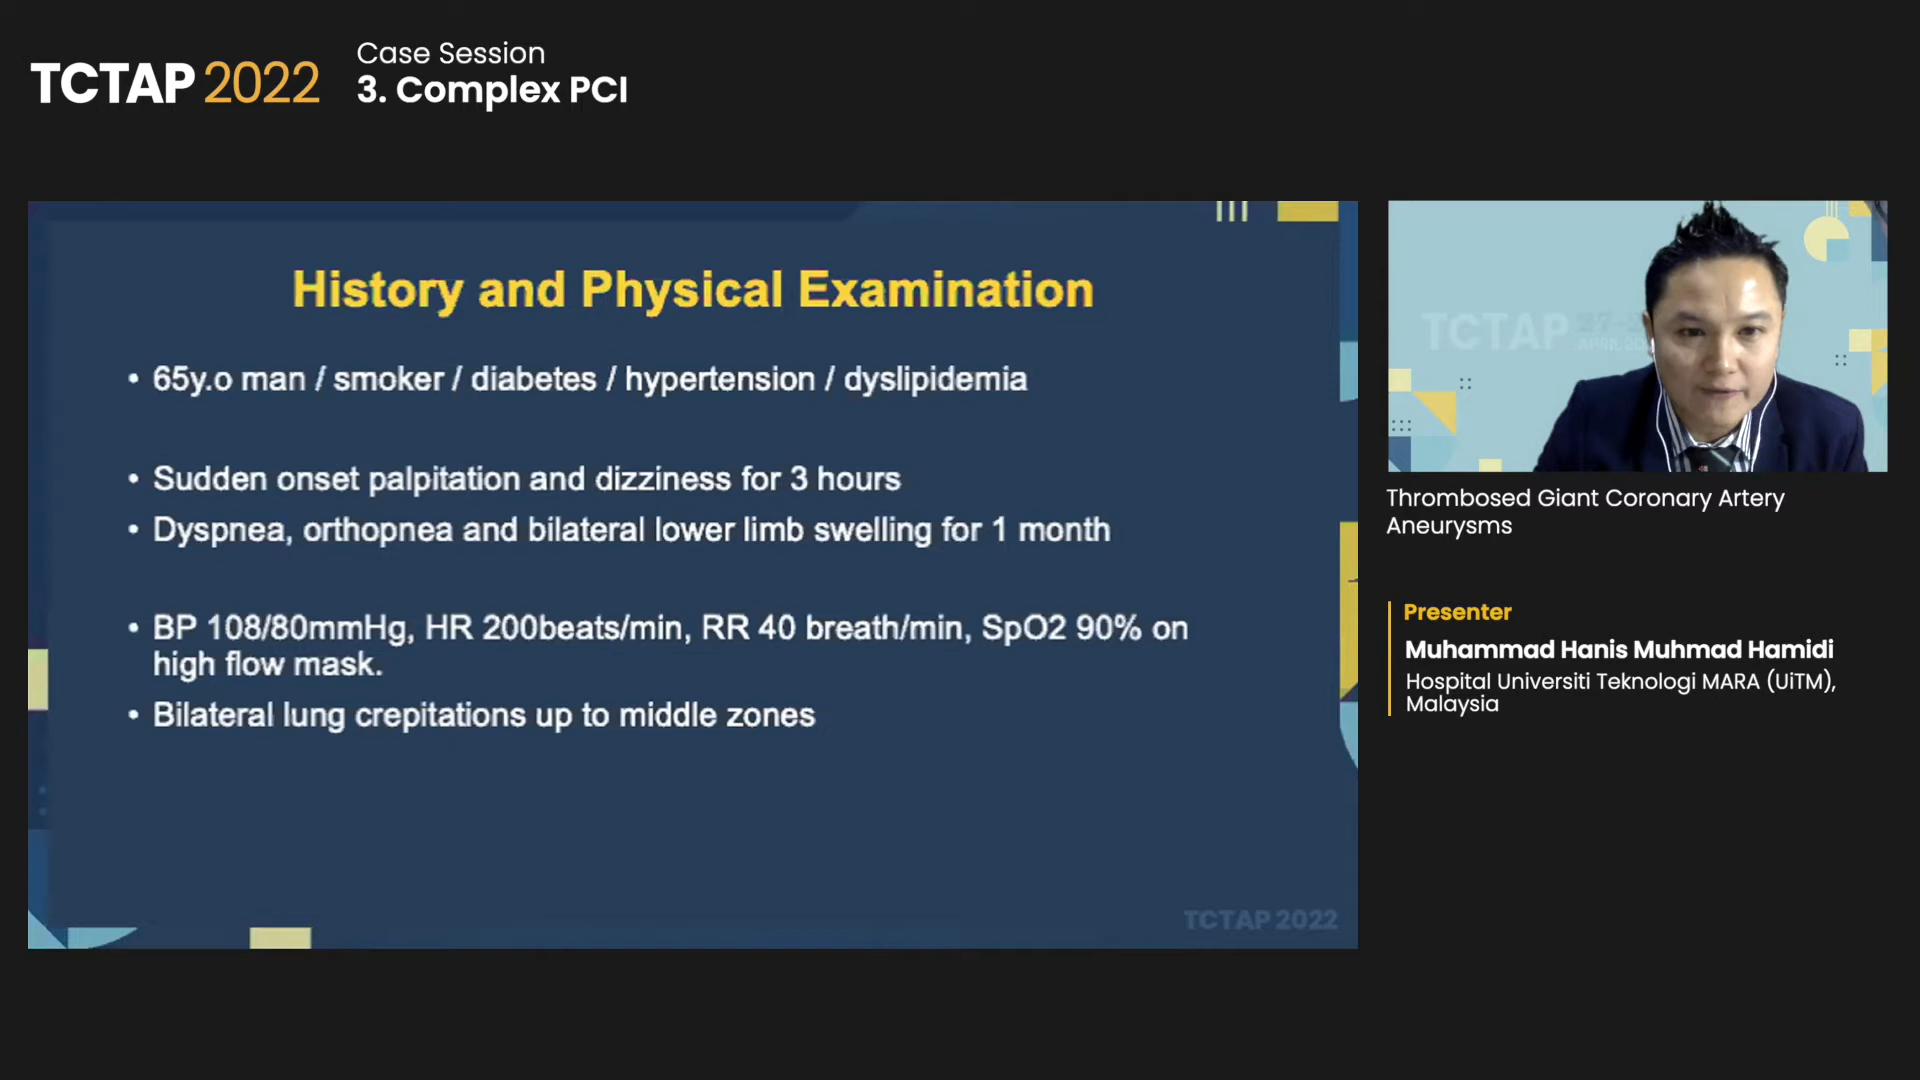 TCTAP 2022
Case Session
3. Complex PCI
History and Physical Examination
• 65y.o man / smoker / diabetes / hypertension / dyslipidemia
• Sudden onset palpitation and dizziness for 3 hours
• Dyspnea, orthopnea and bilateral lower limb swelling for 1 month
• BP 108/80mmHg, HR 200beats/min, RR 40 breath/min, SpO2 90% on
high flow mask.
• Bilateral lung crepitations up to middle zones
TCTAP 2022
TCTAP
Thrombosed Giant Coronary Artery
Aneurysms
Presenter
Muhammad Hanis Muhmad Hamidi
Hospital Universiti Teknologi MARA (UiTM),
Malaysia